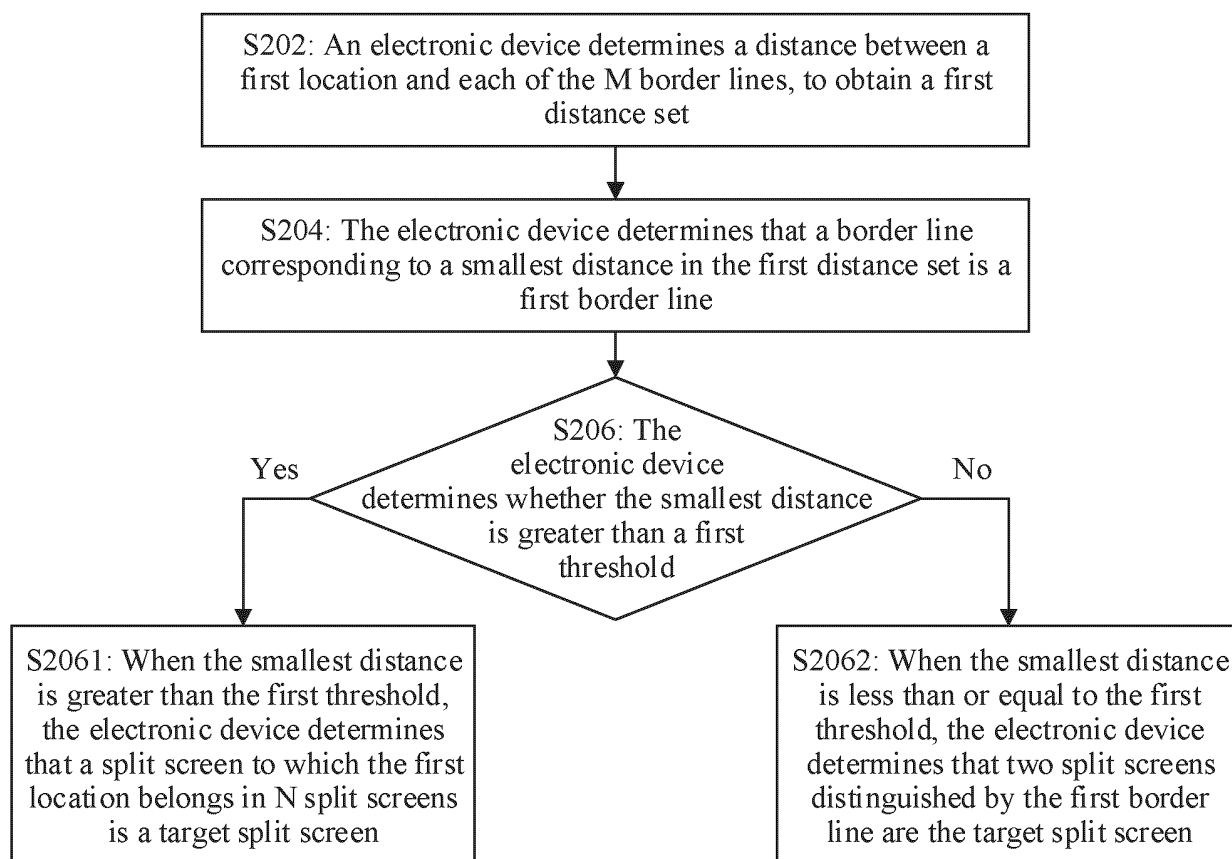 S202: An electronic device determines a distance between a
first location and each of the M border lines, to obtain a first
distance set
S204: The electronic device determines that a border line
corresponding to a smallest distance in the first distance set is a
first border line
S206: The
electronic device
determines whether the smallest distance
is greater than a first
threshold
Yes
No
S2061: When the smallest distance
is greater than the first threshold,
the electronic device determines
that a split screen to which the first
location belongs in N split screens
is a target split screen
S2062: When the smallest distance
is less than or equal to the first
threshold, the electronic device
determines that two split screens
distinguished by the first border
line are the target split screen